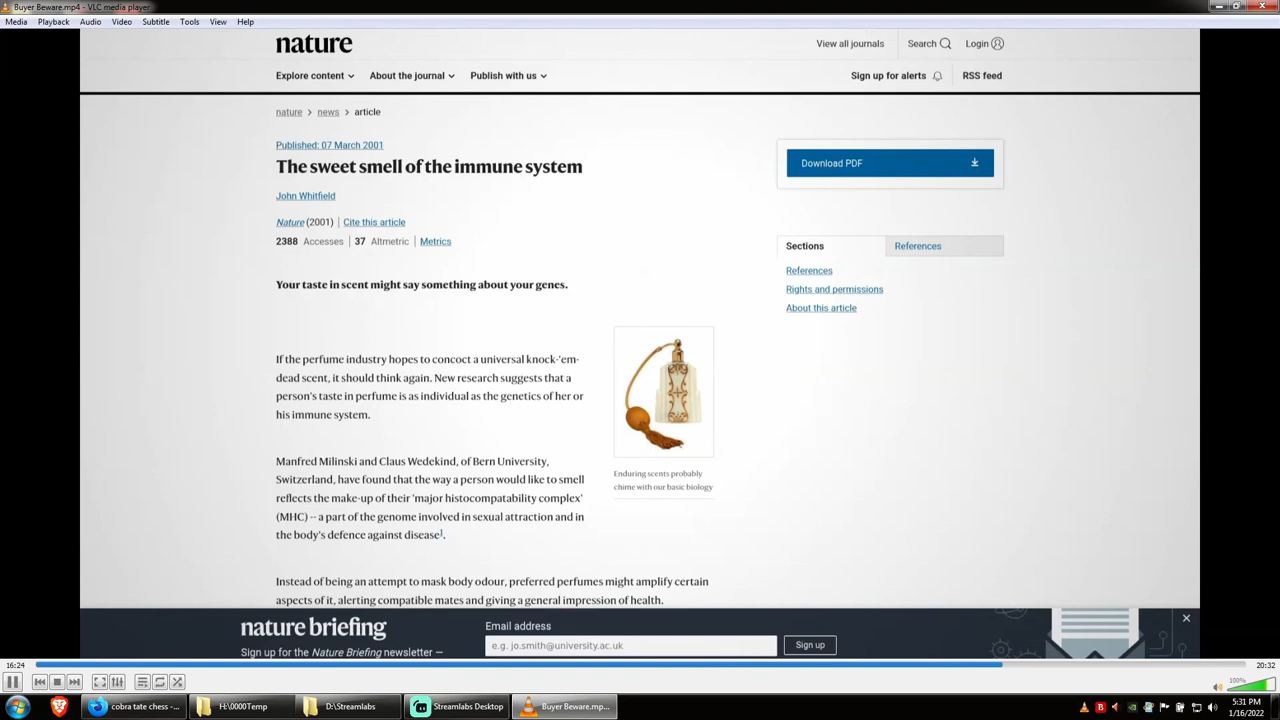 Buyer Beware.mp4 - VLC media player
Media Playback Audio Video Subtitle Tools View Help
nature
View all journals Search Login
Explore content About the journal Publish with us
Sign up for alerts RSS feed
nature > news > article
Published: 07 March 2001
The sweet smell of the immune system
John Whitfield
Nature (2001) | Cite this article
2388 Accesses | 37 Altmetric | Metrics
Download PDF
Sections References
References
Rights and permissions
About this article
Your taste in scent might say something about your genes.
If the perfume industry hopes to concoct a universal knock-'em-
dead scent, it should think again. New research suggests that a
person's taste in perfume is as individual as the genetics of her or
his immune system.
Enduring scents probably
chime with our basic biology
Manfred Milinski and Claus Wedekind, of Bern University,
Switzerland, have found that the way a person would like to smell
reflects the make-up of their 'major histocompatability complex'
(MHC) -- a part of the genome involved in sexual attraction and in
the body's defence against disease1.
Instead of being an attempt to mask body odour, preferred perfumes might amplify certain
aspects of it, alerting compatible mates and giving a general impression of health.
nature briefing
Sign up for the Nature Briefing newsletter —
Email address
e.g. jo.smith@university.ac.uk
Sign up
16:24
20:32
100%
cobra tate chess -...
H:\0000Temp
D:\Streamlabs
Streamlabs Desktop
Buyer Beware.mp...
5:31 PM
1/16/2022